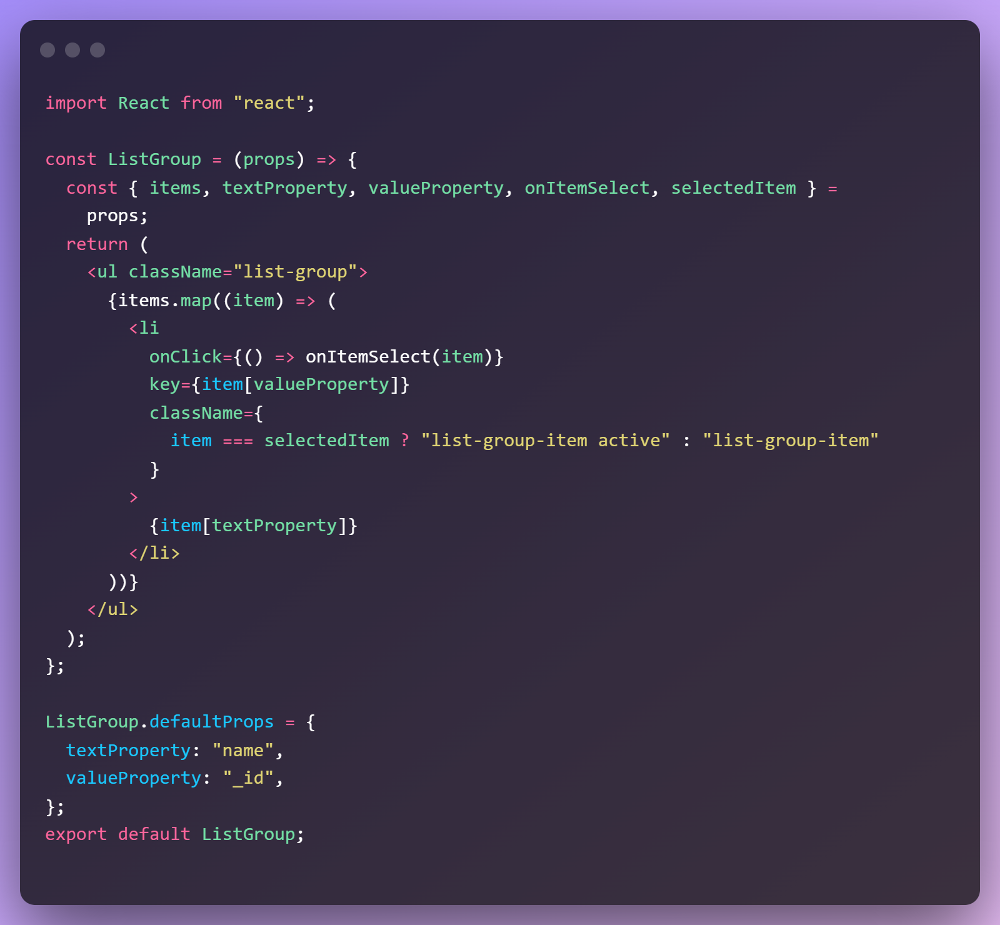 import React from "react";

const ListGroup = (props) => {
  const { items, textProperty, valueProperty, onItemSelect, selectedItem } =
    props;
  return (
    <ul className="list-group">
      {items.map((item) => (
        <li
          onClick={() => onItemSelect(item)}
          key={item[valueProperty]}
          className={
            item === selectedItem ? "list-group-item active" : "list-group-item"
          }
        >
          {item[textProperty]}
        </li>
      ))}
    </ul>
  );
};

ListGroup.defaultProps = {
  textProperty: "name",
  valueProperty: "_id",
};
export default ListGroup;